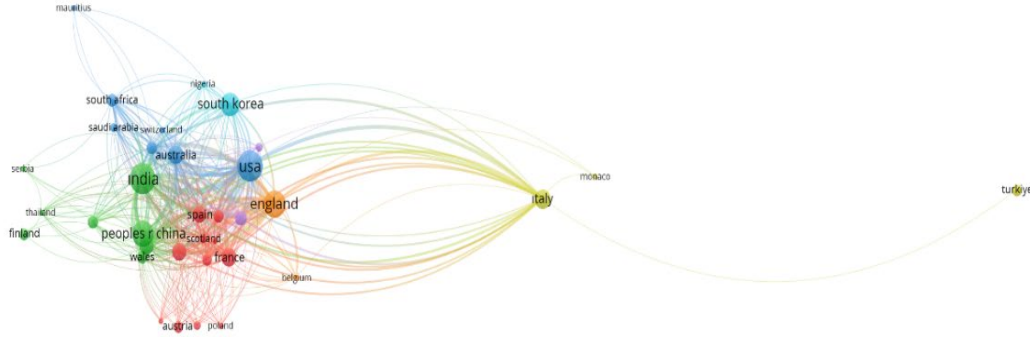 mauritius
nigeria
south africa
south korea
saudi arabia
switzerland
australia
usa
serbia
india
monaco
turkiye
italy
england
thailand
spain
finland
peoples r china
scotland
wales
france
belgium
austria
poland